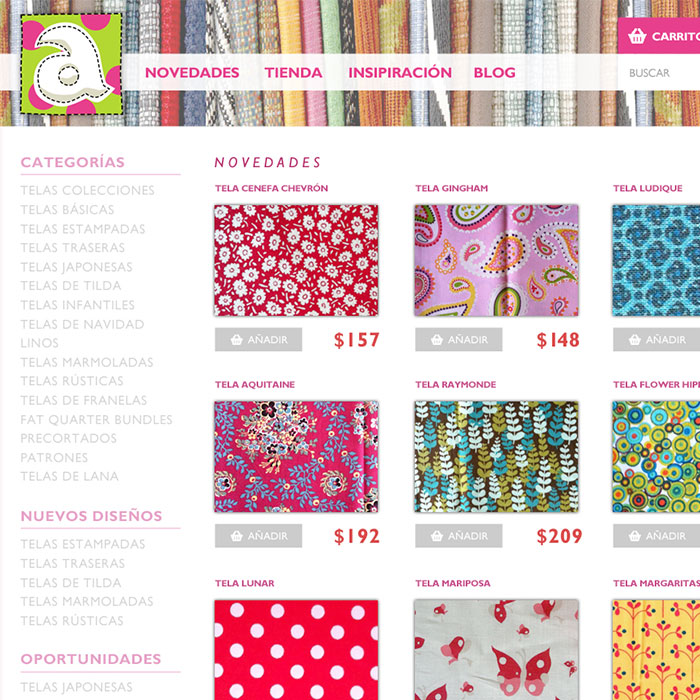 a
CARRITO
NOVEDADES TIENDA INSPIRACIÓN BLOG
BUSCAR
CATEGORÍAS
TELAS COLECCIONES
TELAS BÁSICAS
TELAS ESTAMPADAS
TELAS TRASERAS
TELAS JAPONESAS
TELAS DE TILDA
TELAS INFANTILES
TELAS DE NAVIDAD
LINOS
TELAS MARMOLADAS
TELAS RÚSTICAS
TELAS DE FRANELAS
FAT QUARTER BUNDLES
PRECORTADOS
PATRONES
TELAS DE LANA
NUEVOS DISEÑOS
TELAS ESTAMPADAS
TELAS TRASERAS
TELAS DE TILDA
TELAS MARMOLADAS
TELAS RÚSTICAS
OPORTUNIDADES
TELAS JAPONESAS
NOVEDADES
TELA CENEFA CHEVRÓN TELA GINGHAM TELA LUDIQUE
AÑADIR $157 AÑADIR $148 AÑADIR
TELA AQUITAINE TELA RAYMONDE TELA FLOWER HIP
AÑADIR $192 AÑADIR $209 AÑADIR
TELA LUNAR TELA MARIPOSA TELA MARGARITAS